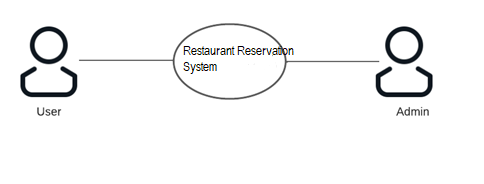 Restaurant Reservation
System
User
Admin